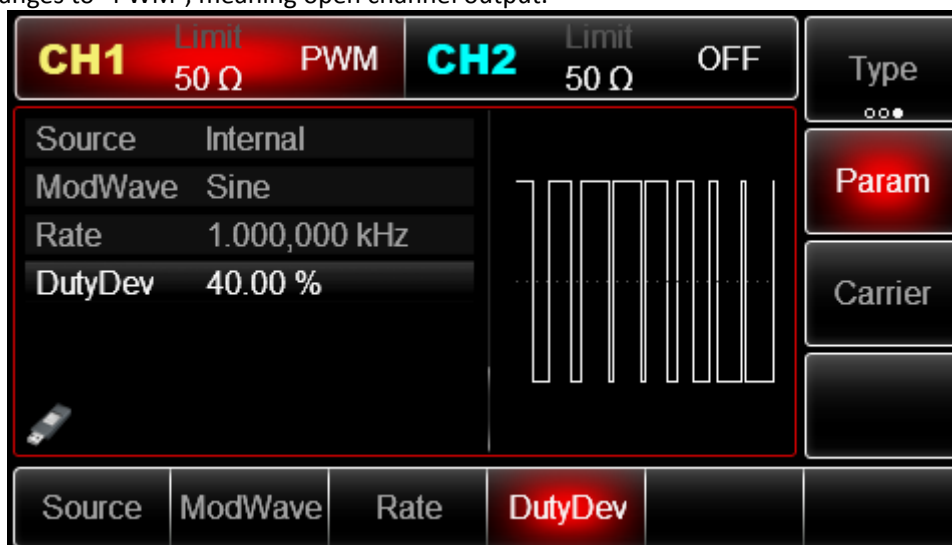 anges to "PWM", meaning open channel output.
CH1 Limit 50 Ω PWM CH2 Limit 50 Ω OFF
Type
Source Internal
ModWave Sine
Rate 1.000,000 kHz
DutyDev 40.00 %
Param
Carrier
Source ModWave Rate DutyDev